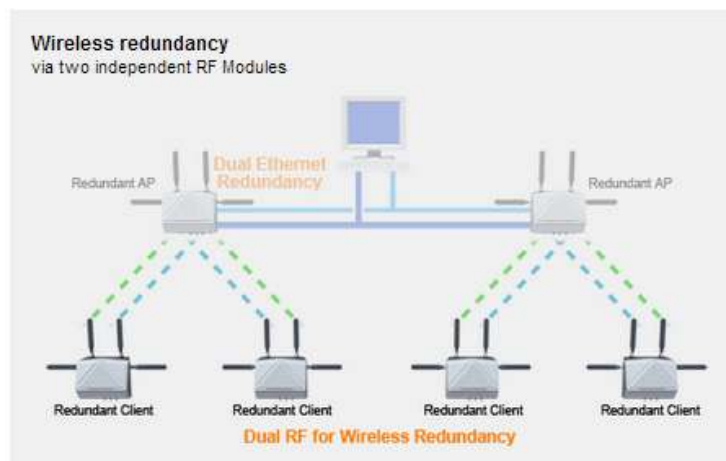 Wireless redundancy
via two independent RF Modules
Dual Ethernet
Redundancy
Redundant AP
Redundant AP
Redundant Client
Redundant Client
Redundant Client
Redundant Client
Dual RF for Wireless Redundancy